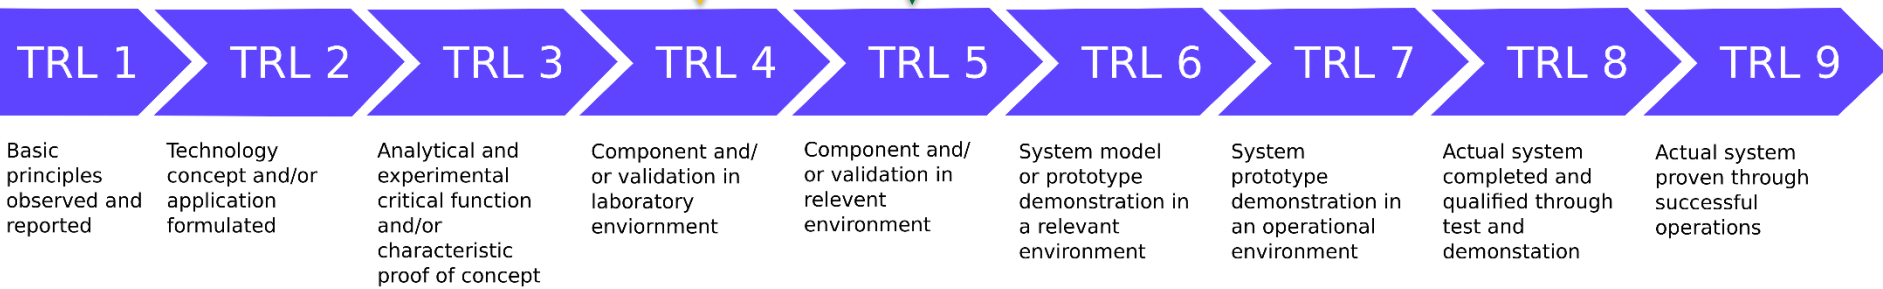 TRL 1
TRL 2
TRL 3
TRL 4
TRL 5
TRL 6
TRL 7
TRL 8
TRL 9
Basic
principles
observed and
reported
Technology
concept and/or
application
formulated
Analytical and
experimental
critical function
and/or
characteristic
proof of concept
Component and/
or validation in
laboratory
enviornment
Component and/
or validation in
relevent
environment
System model
or prototype
demonstration in
a relevant
environment
System
prototype
demonstration in
an operational
environment
Actual system
completed and
qualified through
test and
demonstation
Actual system
proven through
successful
operations